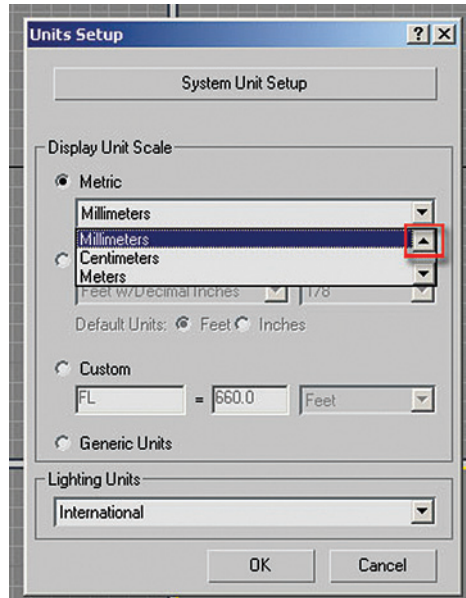 Units Setup
System Unit Setup
Display Unit Scale
Metric
Millimeters
Millimeters
Centimeters
Meters
Feet w/Decimal Inches 1/8
Default Units: Feet Inches
Custom
FL = 660.0 Feet
Generic Units
Lighting Units
International
OK Cancel